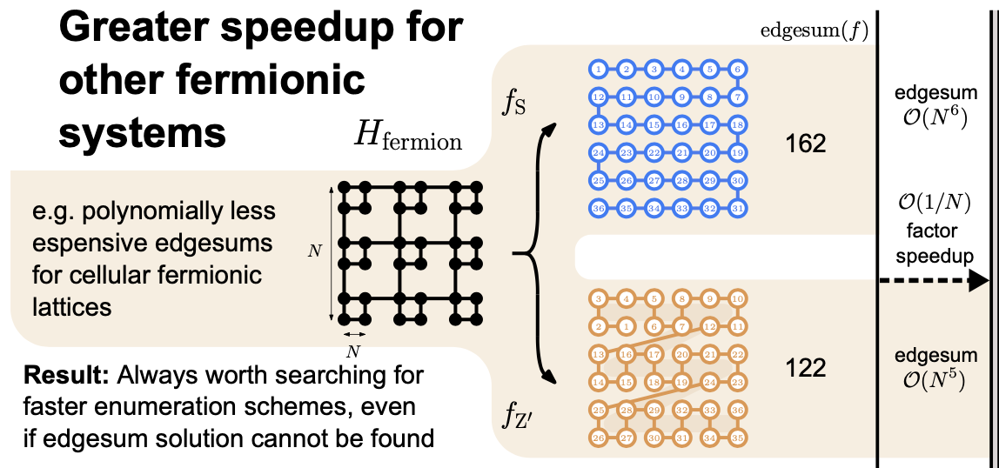 Greater speedup for
other fermionic
systems
H_fermion
e.g. polynomially less
espensive edgesums
for cellular fermionic
lattices
N
N
Result: Always worth searching for
faster enumeration schemes, even
if edgesum solution cannot be found
f_S
f_Z′
edgesum(f)
1 2 3 4 5 6
12 11 10 9 8 7
13 14 15 16 17 18
24 23 22 21 20 19
25 26 27 28 29 30
36 35 34 33 32 31
162
3 4 5 8 9 10
2 1 6 7 12 11
13 16 17 20 21 22
14 15 18 19 24 23
25 28 29 32 33 36
26 27 30 31 34 35
122
edgesum
O(N⁶)
O(1/N)
factor
speedup
edgesum
O(N⁵)